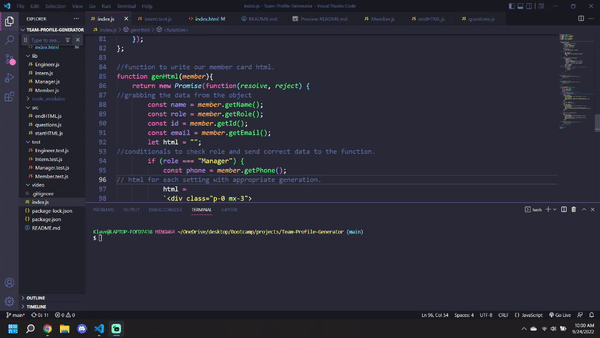 File Edit Selection View Go Run Terminal Help
index.js - Team-Profile-Generator - Visual Studio Code
EXPLORER
index.js
intern.test.js
index.html M
README.md
Preview README.md
Manager.js
endHTML.js
questions.js
TEAM-PROFILE-GENERATOR
Type to sea...
index.html
lib
Engineer.js
Intern.js
Manager.js
Member.js
node_modules
src
endHTML.js
questions.js
startHTML.js
test
Engineer.test.js
Intern.test.js
Manager.test.js
Member.test.js
video
.gitignore
index.js
package-lock.json
package.json
README.md
OUTLINE
TIMELINE
81 });
82 };
83
84 //function to write our member card html.
85 function genHtml(member){
86 return new Promise(function(resolve, reject) {
87 //grabbing the data from the object
88 const name = member.getName();
89 const role = member.getRole();
90 const id = member.getId();
91 const email = member.getEmail();
92 let html = "";
93 //conditionals to check role and send correct data to the function.
94 if (role === "Manager") {
95 const phone = member.getPhone();
96 // html for each setting with appropriate generation.
97 html =
98 `<div class="p-0 mx-3">
PROBLEMS OUTPUT DEBUG CONSOLE TERMINAL
bash
MINGW64 ~/OneDrive/desktop/Bootcamp/projects/Team-Profile-Generator (main)
$
main*
Ln 96, Col 54 Spaces: 4 UTF-8 CRLF JavaScript Go Live
10:00 AM
9/24/2022